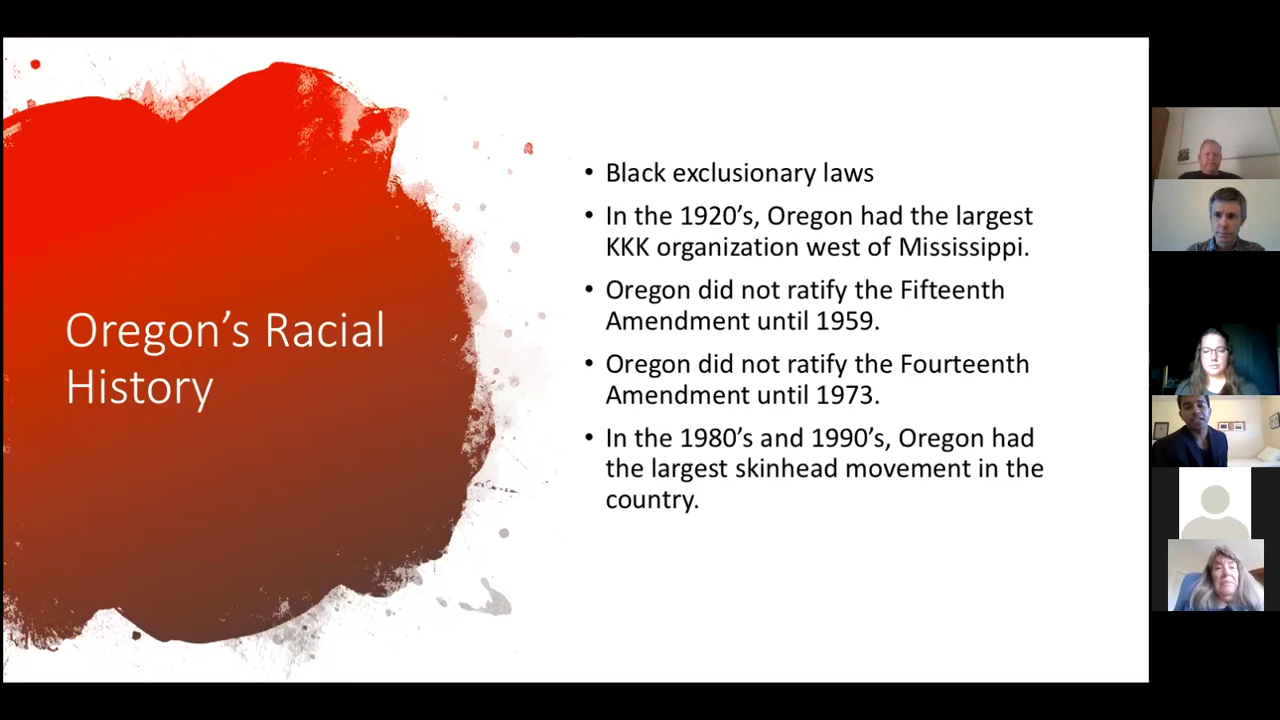 Oregon’s Racial
History
• Black exclusionary laws
• In the 1920’s, Oregon had the largest
KKK organization west of Mississippi.
• Oregon did not ratify the Fifteenth
Amendment until 1959.
• Oregon did not ratify the Fourteenth
Amendment until 1973.
• In the 1980’s and 1990’s, Oregon had
the largest skinhead movement in the
country.